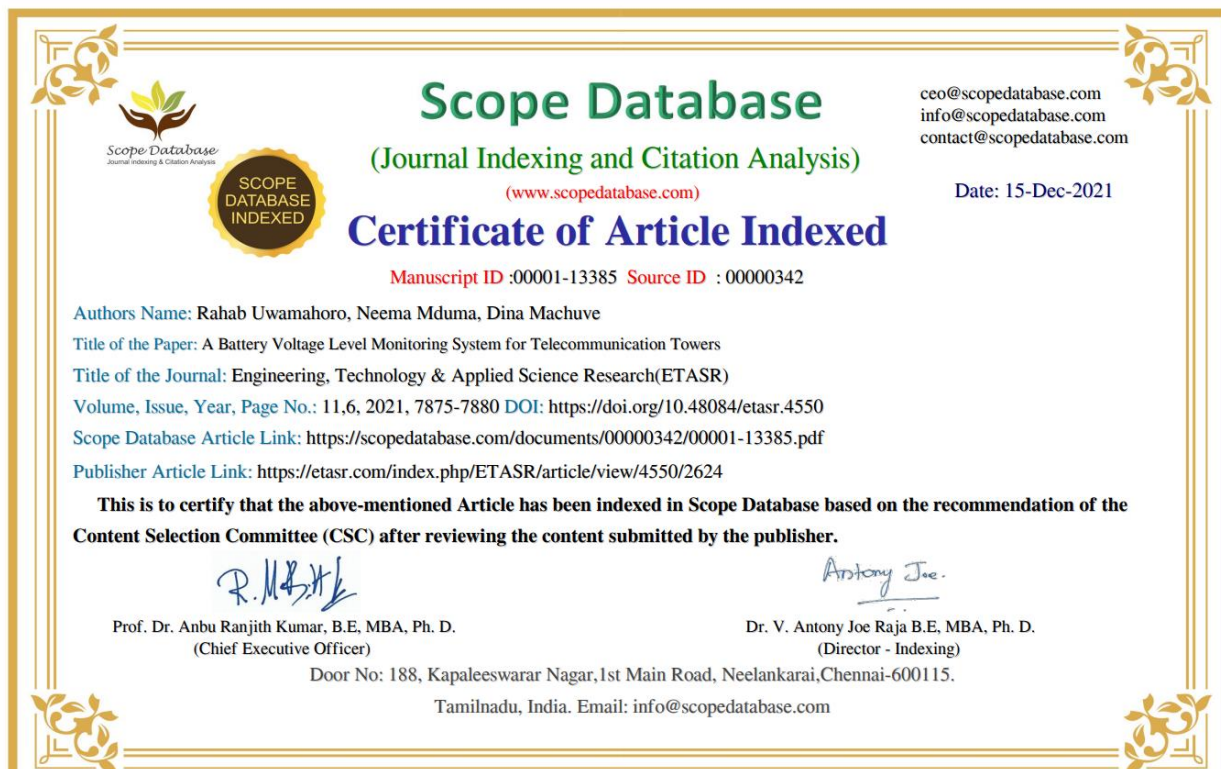 Scope Database
Journal Indexing & Citation Analysis
SCOPE
DATABASE
INDEXED
Scope Database
(Journal Indexing and Citation Analysis)
(www.scopedatabase.com)
ceo@scopedatabase.com
info@scopedatabase.com
contact@scopedatabase.com
Date: 15-Dec-2021
Certificate of Article Indexed
Manuscript ID :00001-13385 Source ID : 00000342
Authors Name: Rahab Uwamahoro, Neema Mduma, Dina Machuve
Title of the Paper: A Battery Voltage Level Monitoring System for Telecommunication Towers
Title of the Journal: Engineering, Technology & Applied Science Research(ETASR)
Volume, Issue, Year, Page No.: 11,6, 2021, 7875-7880 DOI: https://doi.org/10.48084/etasr.4550
Scope Database Article Link: https://scopedatabase.com/documents/00000342/00001-13385.pdf
Publisher Article Link: https://etasr.com/index.php/ETASR/article/view/4550/2624
This is to certify that the above-mentioned Article has been indexed in Scope Database based on the recommendation of the
Content Selection Committee (CSC) after reviewing the content submitted by the publisher.
Antony Joe.
Prof. Dr. Anbu Ranjith Kumar, B.E, MBA, Ph. D.
(Chief Executive Officer)
Dr. V. Antony Joe Raja B.E, MBA, Ph. D.
(Director - Indexing)
Door No: 188, Kapaleeswarar Nagar,1st Main Road, Neelankarai,Chennai-600115.
Tamilnadu, India. Email: info@scopedatabase.com